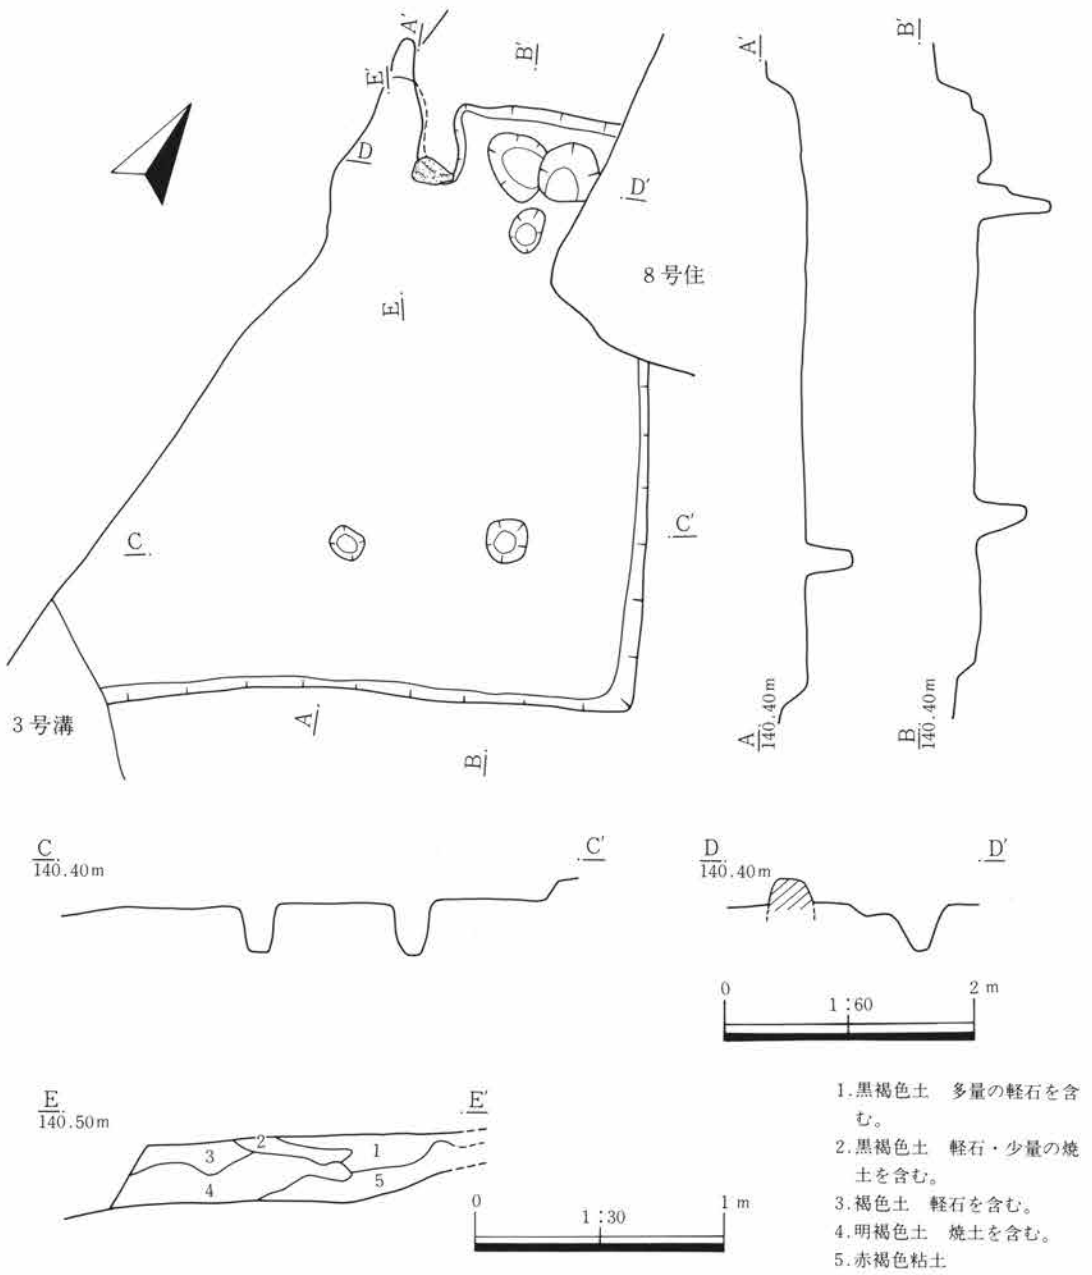 A'
E'
B'
D
D'
8号住
E
C
C'
3号溝
A
B
A'
B'
A
140.40m
B
140.40m
C
140.40m
C'
D
140.40m
D'
0
1:60
2 m
E
140.50m
E'
1
2
3
4
5
0
1:30
1 m
1.黒褐色土 多量の軽石を含
む。
2.黒褐色土 軽石・少量の焼
土を含む。
3.褐色土 軽石を含む。
4.明褐色土 焼土を含む。
5.赤褐色粘土